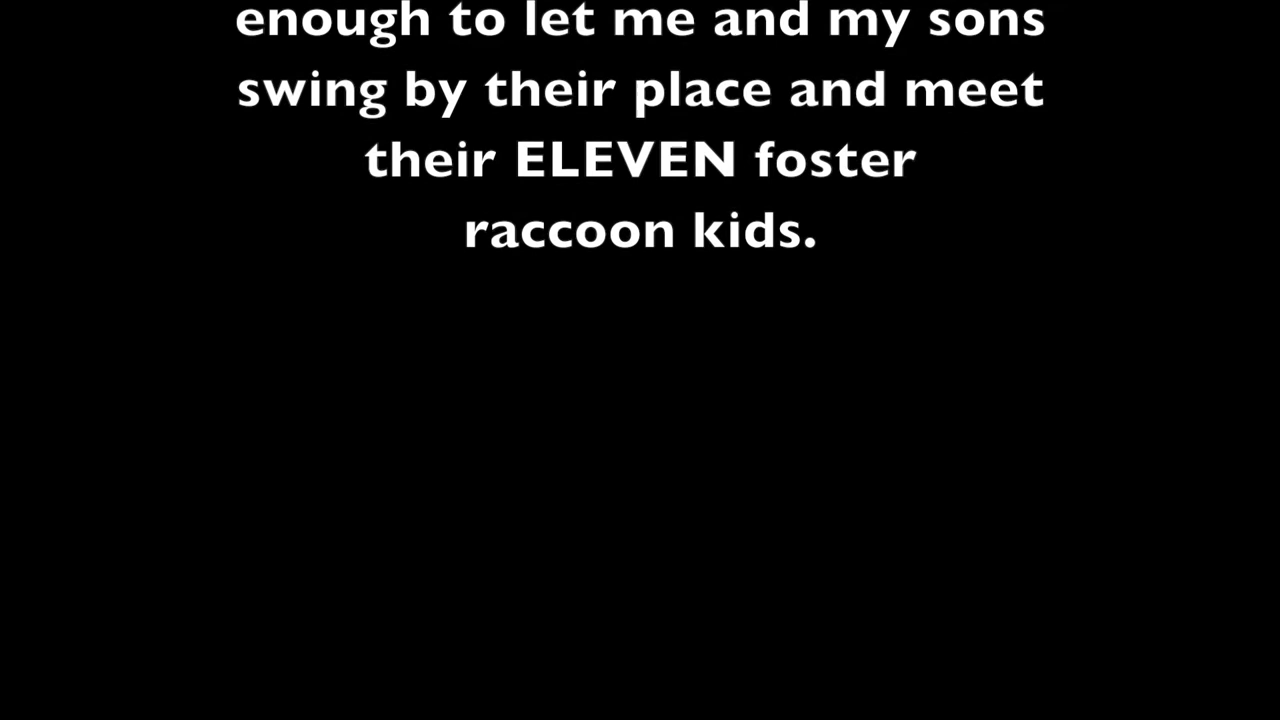 enough to let me and my sons
swing by their place and meet
their ELEVEN foster
raccoon kids.